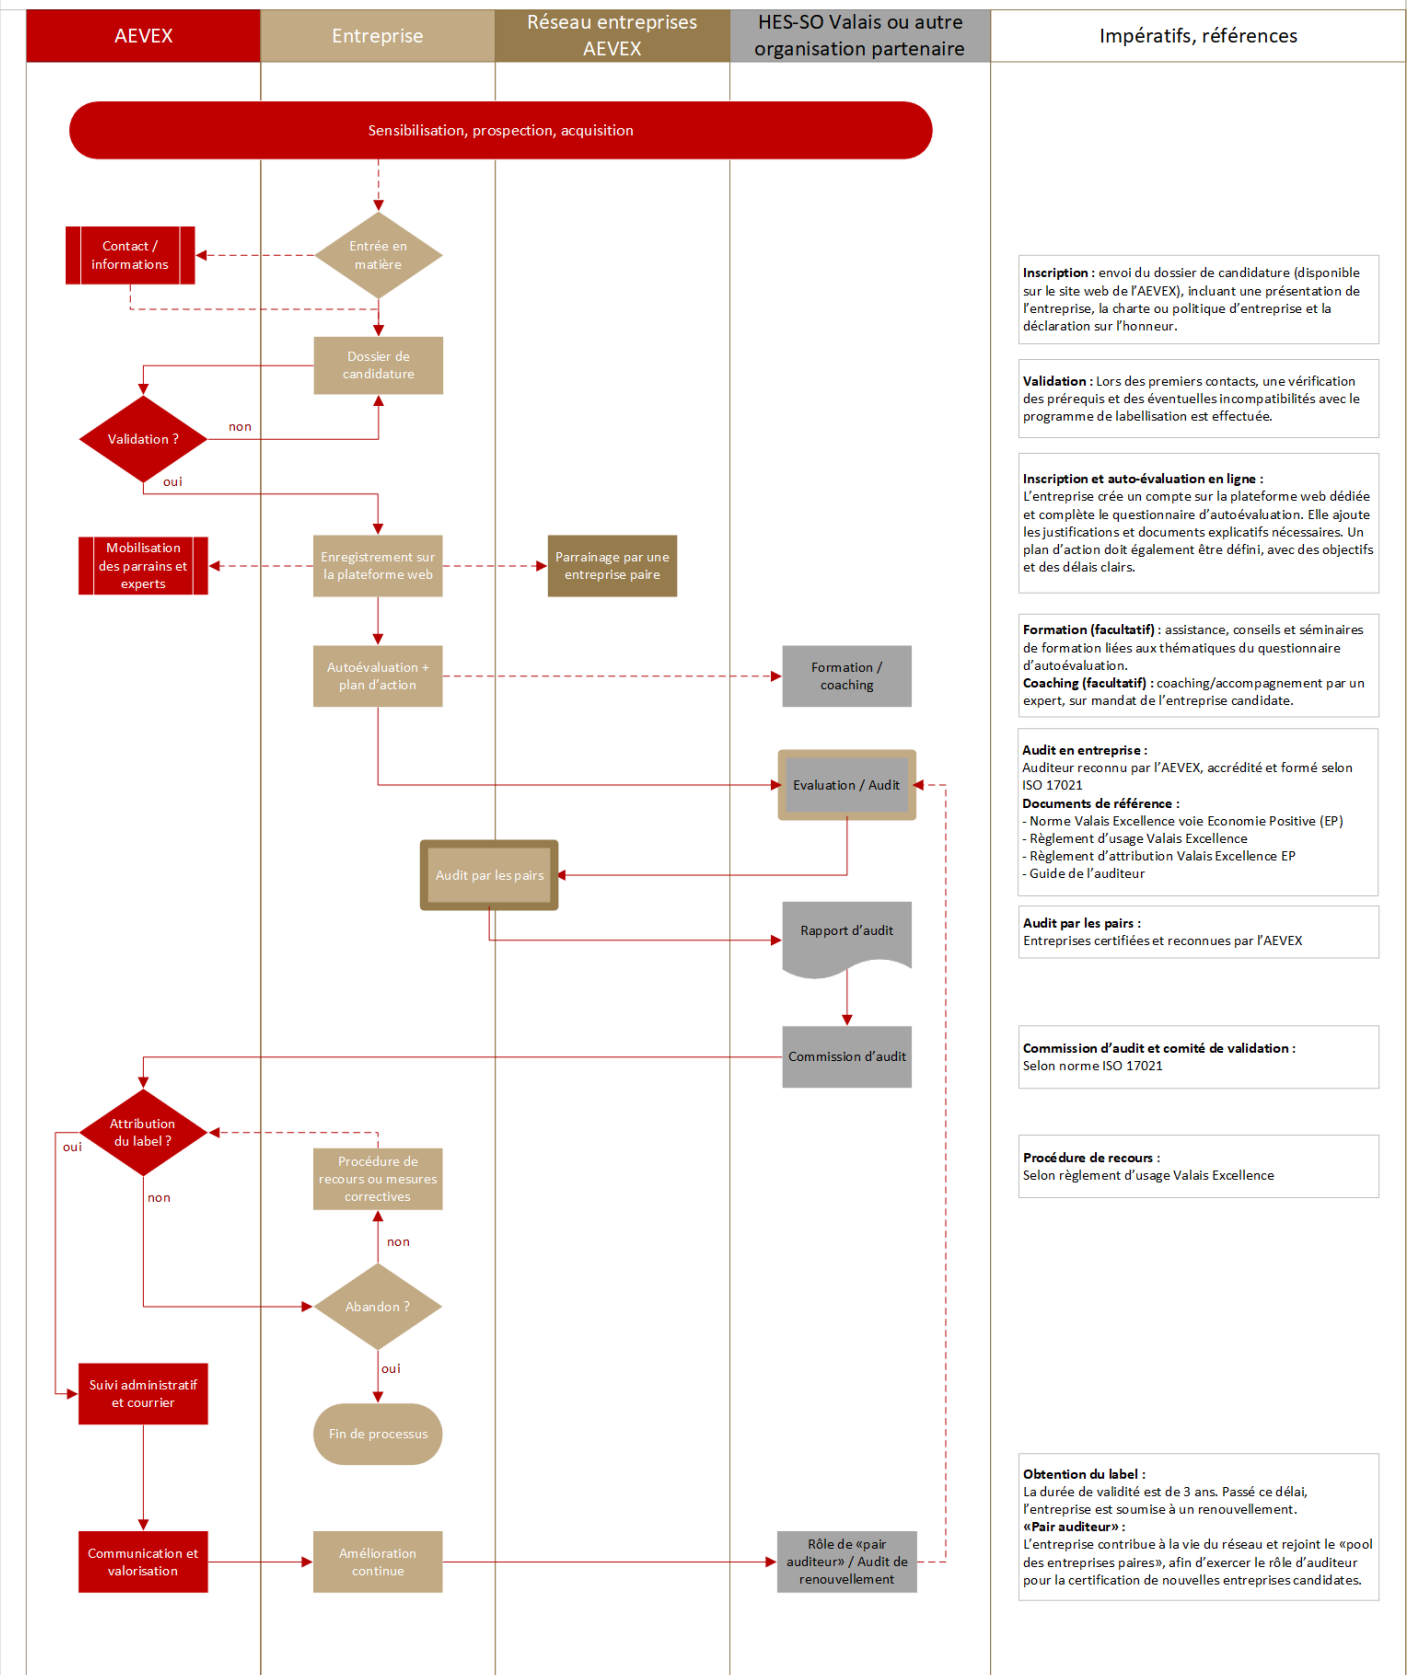 AEVEX
Entreprise
Réseau entreprises
AEVEX
HES-SO Valais ou autre
organisation partenaire
Impératifs, références
Sensibilisation, prospection, acquisition
Contact /
informations
Entrée en
matière
Inscription : envoi du dossier de candidature (disponible
sur le site web de l’AEVEX), incluant une présentation de
l’entreprise, la charte ou politique d’entreprise et la
déclaration sur l’honneur.
Dossier de
candidature
Validation : Lors des premiers contacts, une vérification
des prérequis et des éventuelles incompatibilités avec le
programme de labellisation est effectuée.
Validation ?
non
oui
Inscription et auto-évaluation en ligne :
L’entreprise crée un compte sur la plateforme web dédiée
et complète le questionnaire d’autoévaluation. Elle ajoute
les justifications et documents explicatifs nécessaires. Un
plan d’action doit également être défini, avec des objectifs
et des délais clairs.
Mobilisation
des parrains et
experts
Enregistrement sur
la plateforme web
Parrainage par une
entreprise paire
Autoévaluation +
plan d’action
Formation /
coaching
Formation (facultatif) : assistance, conseils et séminaires
de formation liées aux thématiques du questionnaire
d’autoévaluation.
Coaching (facultatif) : coaching/accompagnement par un
expert, sur mandat de l’entreprise candidate.
Evaluation / Audit
Audit en entreprise :
Auditeur reconnu par l’AEVEX, accrédité et formé selon
ISO 17021
Documents de référence :
- Norme Valais Excellence voie Economie Positive (EP)
- Règlement d’usage Valais Excellence
- Règlement d’attribution Valais Excellence EP
- Guide de l’auditeur
Audit par les pairs
Rapport d’audit
Audit par les pairs :
Entreprises certifiées et reconnues par l’AEVEX
Commission d’audit
Commission d’audit et comité de validation :
Selon norme ISO 17021
Attribution
du label ?
oui
non
Procédure de
recours ou mesures
correctives
Procédure de recours :
Selon règlement d’usage Valais Excellence
non
Abandon ?
oui
Suivi administratif
et courrier
Fin de processus
Communication et
valorisation
Amélioration
continue
Rôle de «pair
auditeur» / Audit de
renouvellement
Obtention du label :
La durée de validité est de 3 ans. Passé ce délai,
l’entreprise est soumise à un renouvellement.
«Pair auditeur» :
L’entreprise contribue à la vie du réseau et rejoint le «pool
des entreprises paires», afin d’exercer le rôle d’auditeur
pour la certification de nouvelles entreprises candidates.